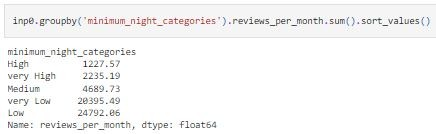 inp0.groupby('minimum_night_categories').reviews_per_month.sum().sort_values()
minimum_night_categories
High 1227.57
very High 2235.19
Medium 4689.73
very Low 20395.49
Low 24792.06
Name: reviews_per_month, dtype: float64